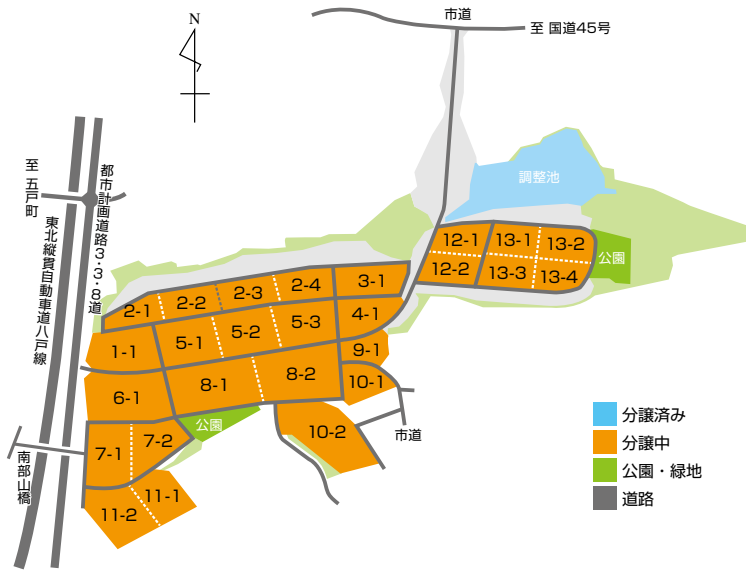 市道
至 国道45号
N
至 五戸町
都市計画道路3・3・8道
東北縦貫自動車道八戸線
調整池
12-1
13-1
13-2
公園
12-2
13-3
13-4
2-1
2-2
2-3
2-4
3-1
1-1
5-1
5-2
5-3
4-1
9-1
6-1
8-1
8-2
10-1
公園
7-1
7-2
10-2
市道
南部山橋
11-2
11-1
分譲済み
分譲中
公園・緑地
道路